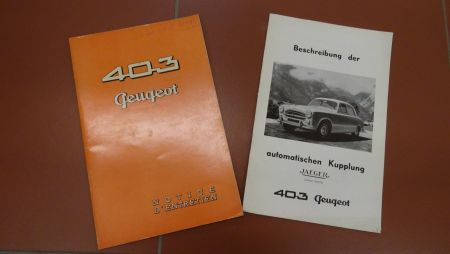 403
Peugeot
NOTICE
D'ENTRETIEN
Beschreibung der
automatischen Kupplung
JAEGER
403 Peugeot